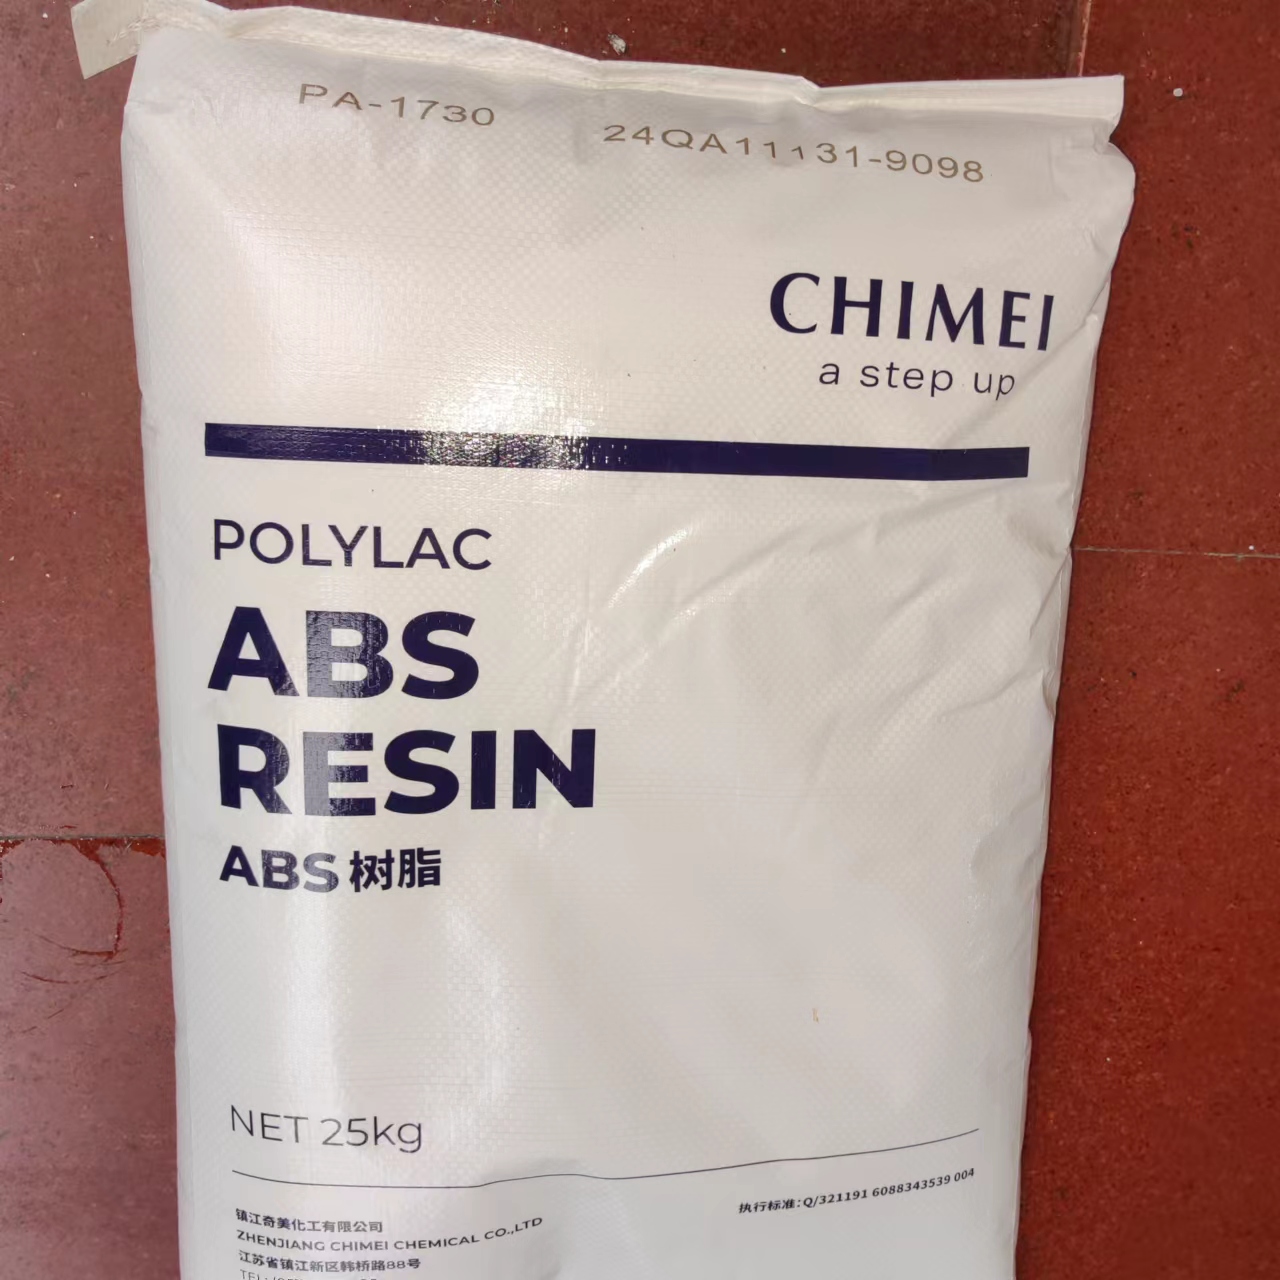 PA-1730 24QA11131-9098
CHIMEI
a step up
POLYLAC
ABS
RESIN
ABS 树脂
NET 25kg
执行标准：Q/321191 6088343539 004
镇江奇美化工有限公司
ZHENJIANG CHIMEI CHEMICAL CO.,LTD
江苏省镇江新区韩桥路88号